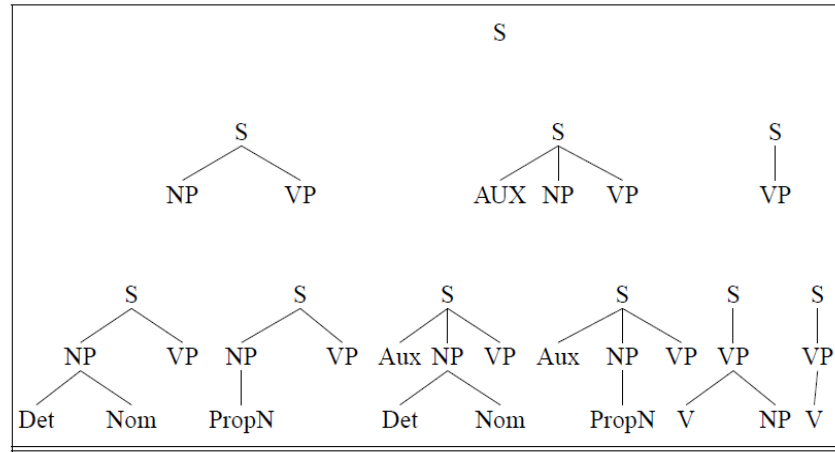 S
S S S
NP VP AUX NP VP VP
S S S S S S
NP VP NP VP Aux NP VP Aux NP VP VP VP
Det Nom PropN Det Nom PropN V NP V